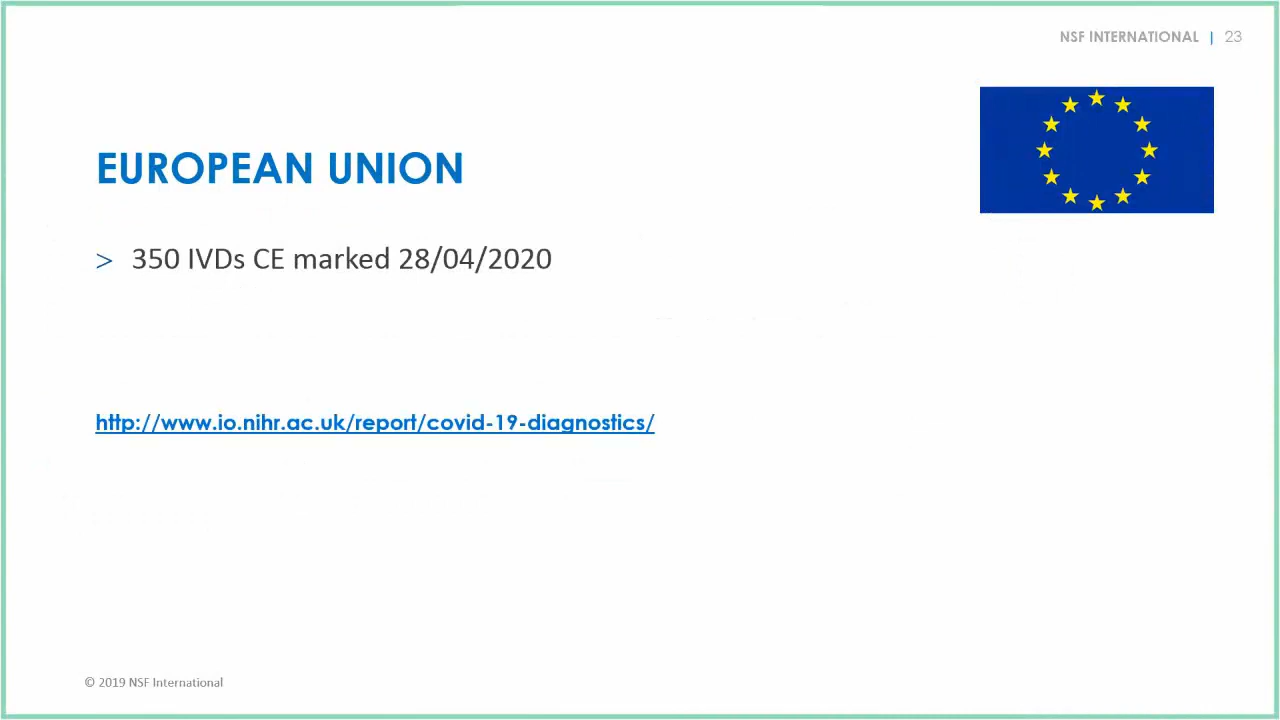 NSF INTERNATIONAL | 23
EUROPEAN UNION
> 350 IVDs CE marked 28/04/2020
http://www.io.nihr.ac.uk/report/covid-19-diagnostics/
© 2019 NSF International